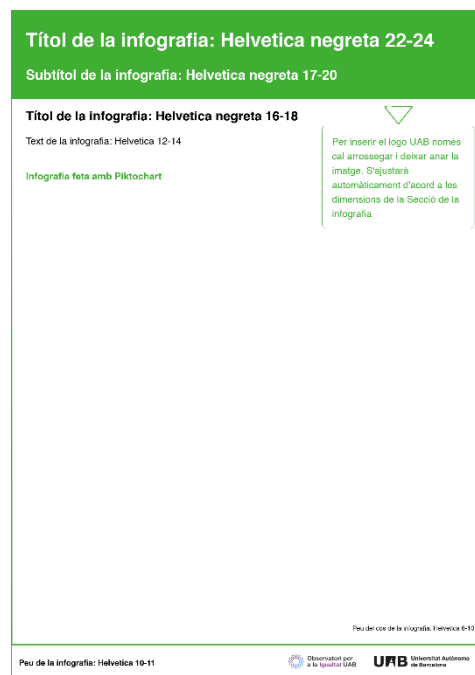 Títol de la infografia: Helvetica negreta 22-24
Subtítol de la infografia: Helvetica negreta 17-20
Títol de la infografia: Helvetica negreta 16-18
Text de la infografia: Helvetica 12-14
Infografia feta amb Piktochart
Per inserir el logo UAB només
cal arrossegar i deixar anar la
imatge. S'ajustarà
automàticament d'acord a les
dimensions de la Secció de la
infografia
Peu del cos de la infografia: Helvetica 8-10
Peu de la infografia: Helvetica 10-11
Observatori per
a la Igualtat UAB
UAB
Universitat Autònoma
de Barcelona